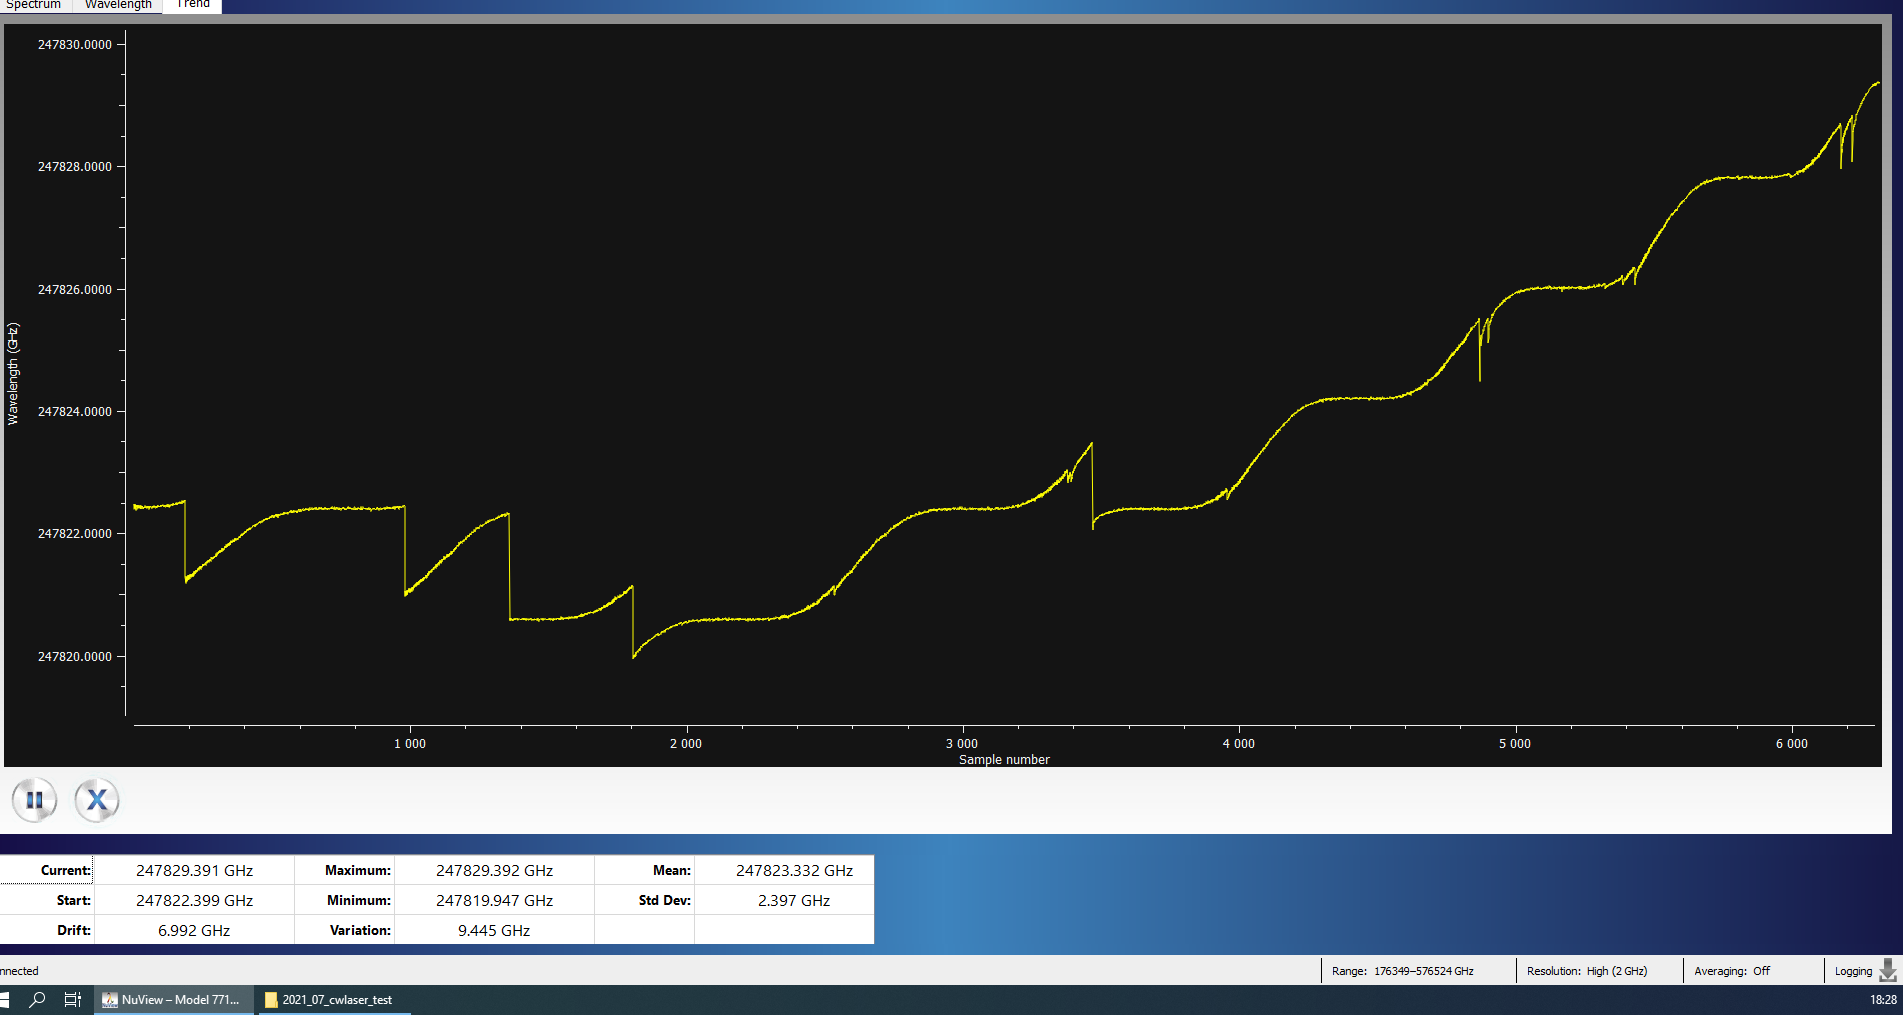 Spectrum Wavelength Trend
247830.0000
247828.0000
247826.0000
247824.0000
247822.0000
247820.0000
Wavelength (GHz)
1 000 2 000 3 000 4 000 5 000 6 000
Sample number
X
Current: 247829.391 GHz Maximum: 247829.392 GHz Mean: 247823.332 GHz
Start: 247822.399 GHz Minimum: 247819.947 GHz Std Dev: 2.397 GHz
Drift: 6.992 GHz Variation: 9.445 GHz
nnected Range: 176349–576524 GHz Resolution: High (2 GHz) Averaging: Off Logging
NuView – Model 771... 2021_07_cwlaser_test 18:28